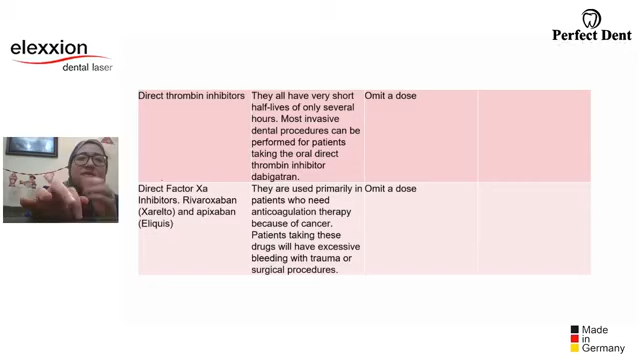 elexxion
dental laser
Perfect Dent
Direct thrombin inhibitors
They all have very short
half-lives of only several
hours. Most invasive
dental procedures can be
performed for patients
taking the oral direct
thrombin inhibitor
dabigatran.
Omit a dose
Direct Factor Xa
Inhibitors. Rivaroxaban
(Xarelto) and apixaban
(Eliquis)
They are used primarily in
patients who need
anticoagulation therapy
because of cancer.
Patients taking these
drugs will have excessive
bleeding with trauma or
surgical procedures.
Omit a dose
Made
in
Germany